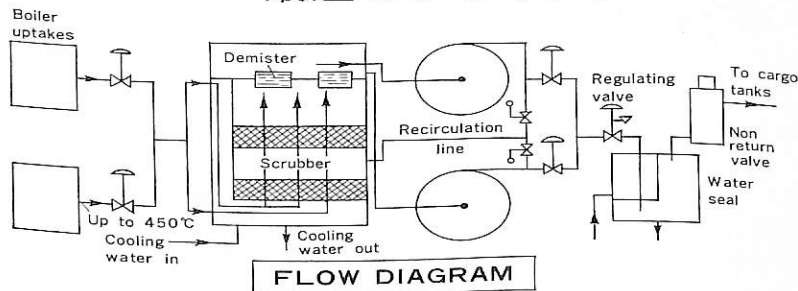 Boiler
uptakes
Demister
Regulating
valve
To cargo
tanks
Recirculation
line
Non
return
valve
Scrubber
Water
seal
Up to 450°C
Cooling
water in
Cooling
water out
FLOW DIAGRAM